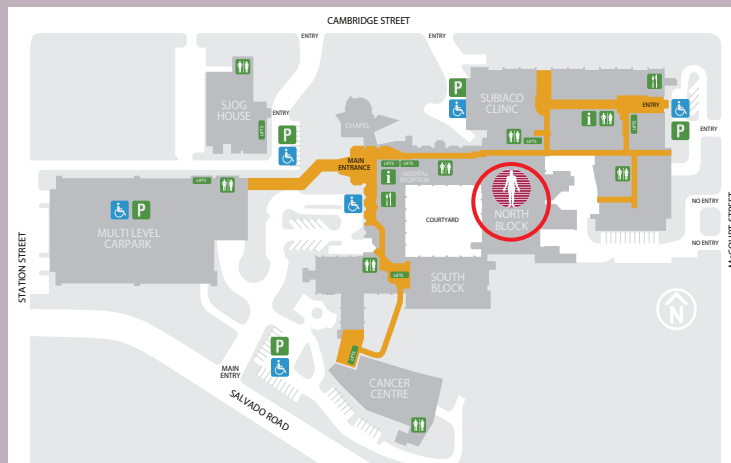 CAMBRIDGE STREET
ENTRY
ENTRY
SJOG
HOUSE
ENTRY
LIFTS
P
CHAPEL
P
SUBIACO
CLINIC
LIFTS
i
ENTRY
LIFTS
P
ENTRY
MAIN
ENTRANCE
LIFTS
LIFTS
i
HOSPITAL
RECEPTION
LIFTS
P
MULTI LEVEL
CARPARK
COURTYARD
NORTH
BLOCK
NO ENTRY
NO ENTRY
STATION STREET
McCOURT STREET
LIFTS
SOUTH
BLOCK
N
P
LIFTS
MAIN
ENTRY
SALVADO ROAD
CANCER
CENTRE